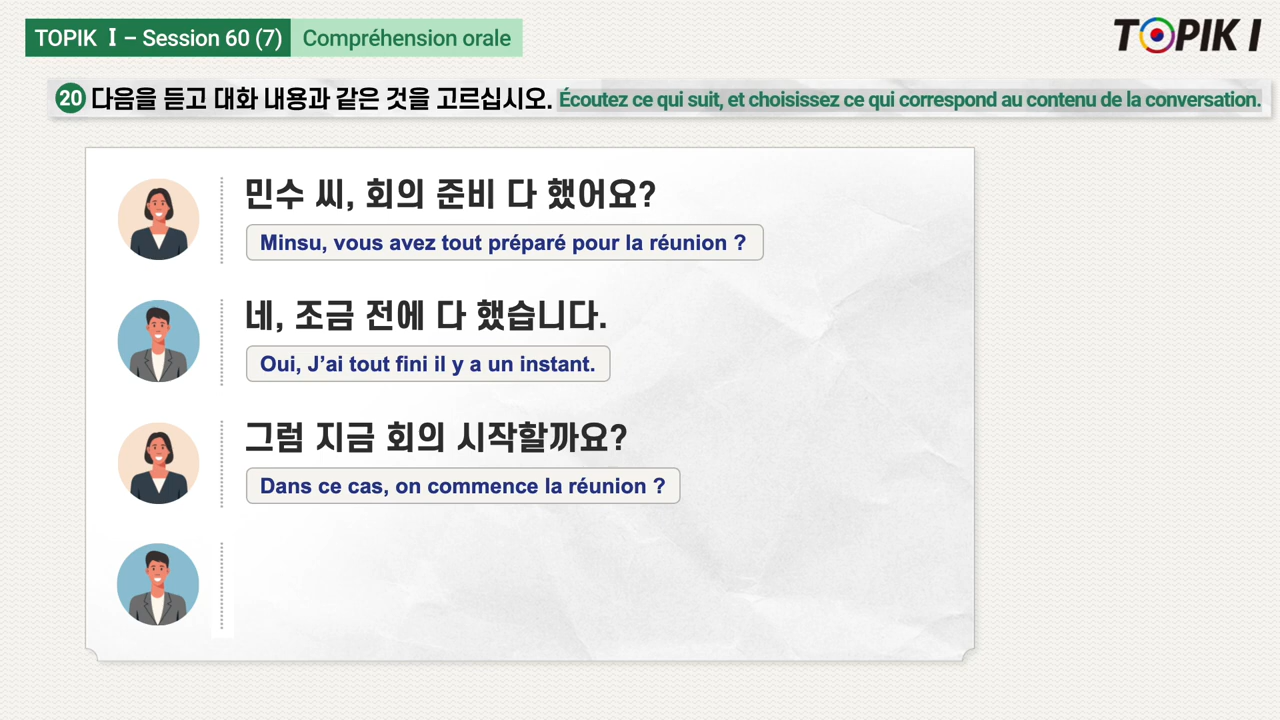 TOPIK Ⅰ – Session 60 (7) Compréhension orale
TOPIK I
20 다음을 듣고 대화 내용과 같은 것을 고르십시오. Écoutez ce qui suit, et choisissez ce qui correspond au contenu de la conversation.
민수 씨, 회의 준비 다 했어요?
Minsu, vous avez tout préparé pour la réunion ?
네, 조금 전에 다 했습니다.
Oui, J’ai tout fini il y a un instant.
그럼 지금 회의 시작할까요?
Dans ce cas, on commence la réunion ?